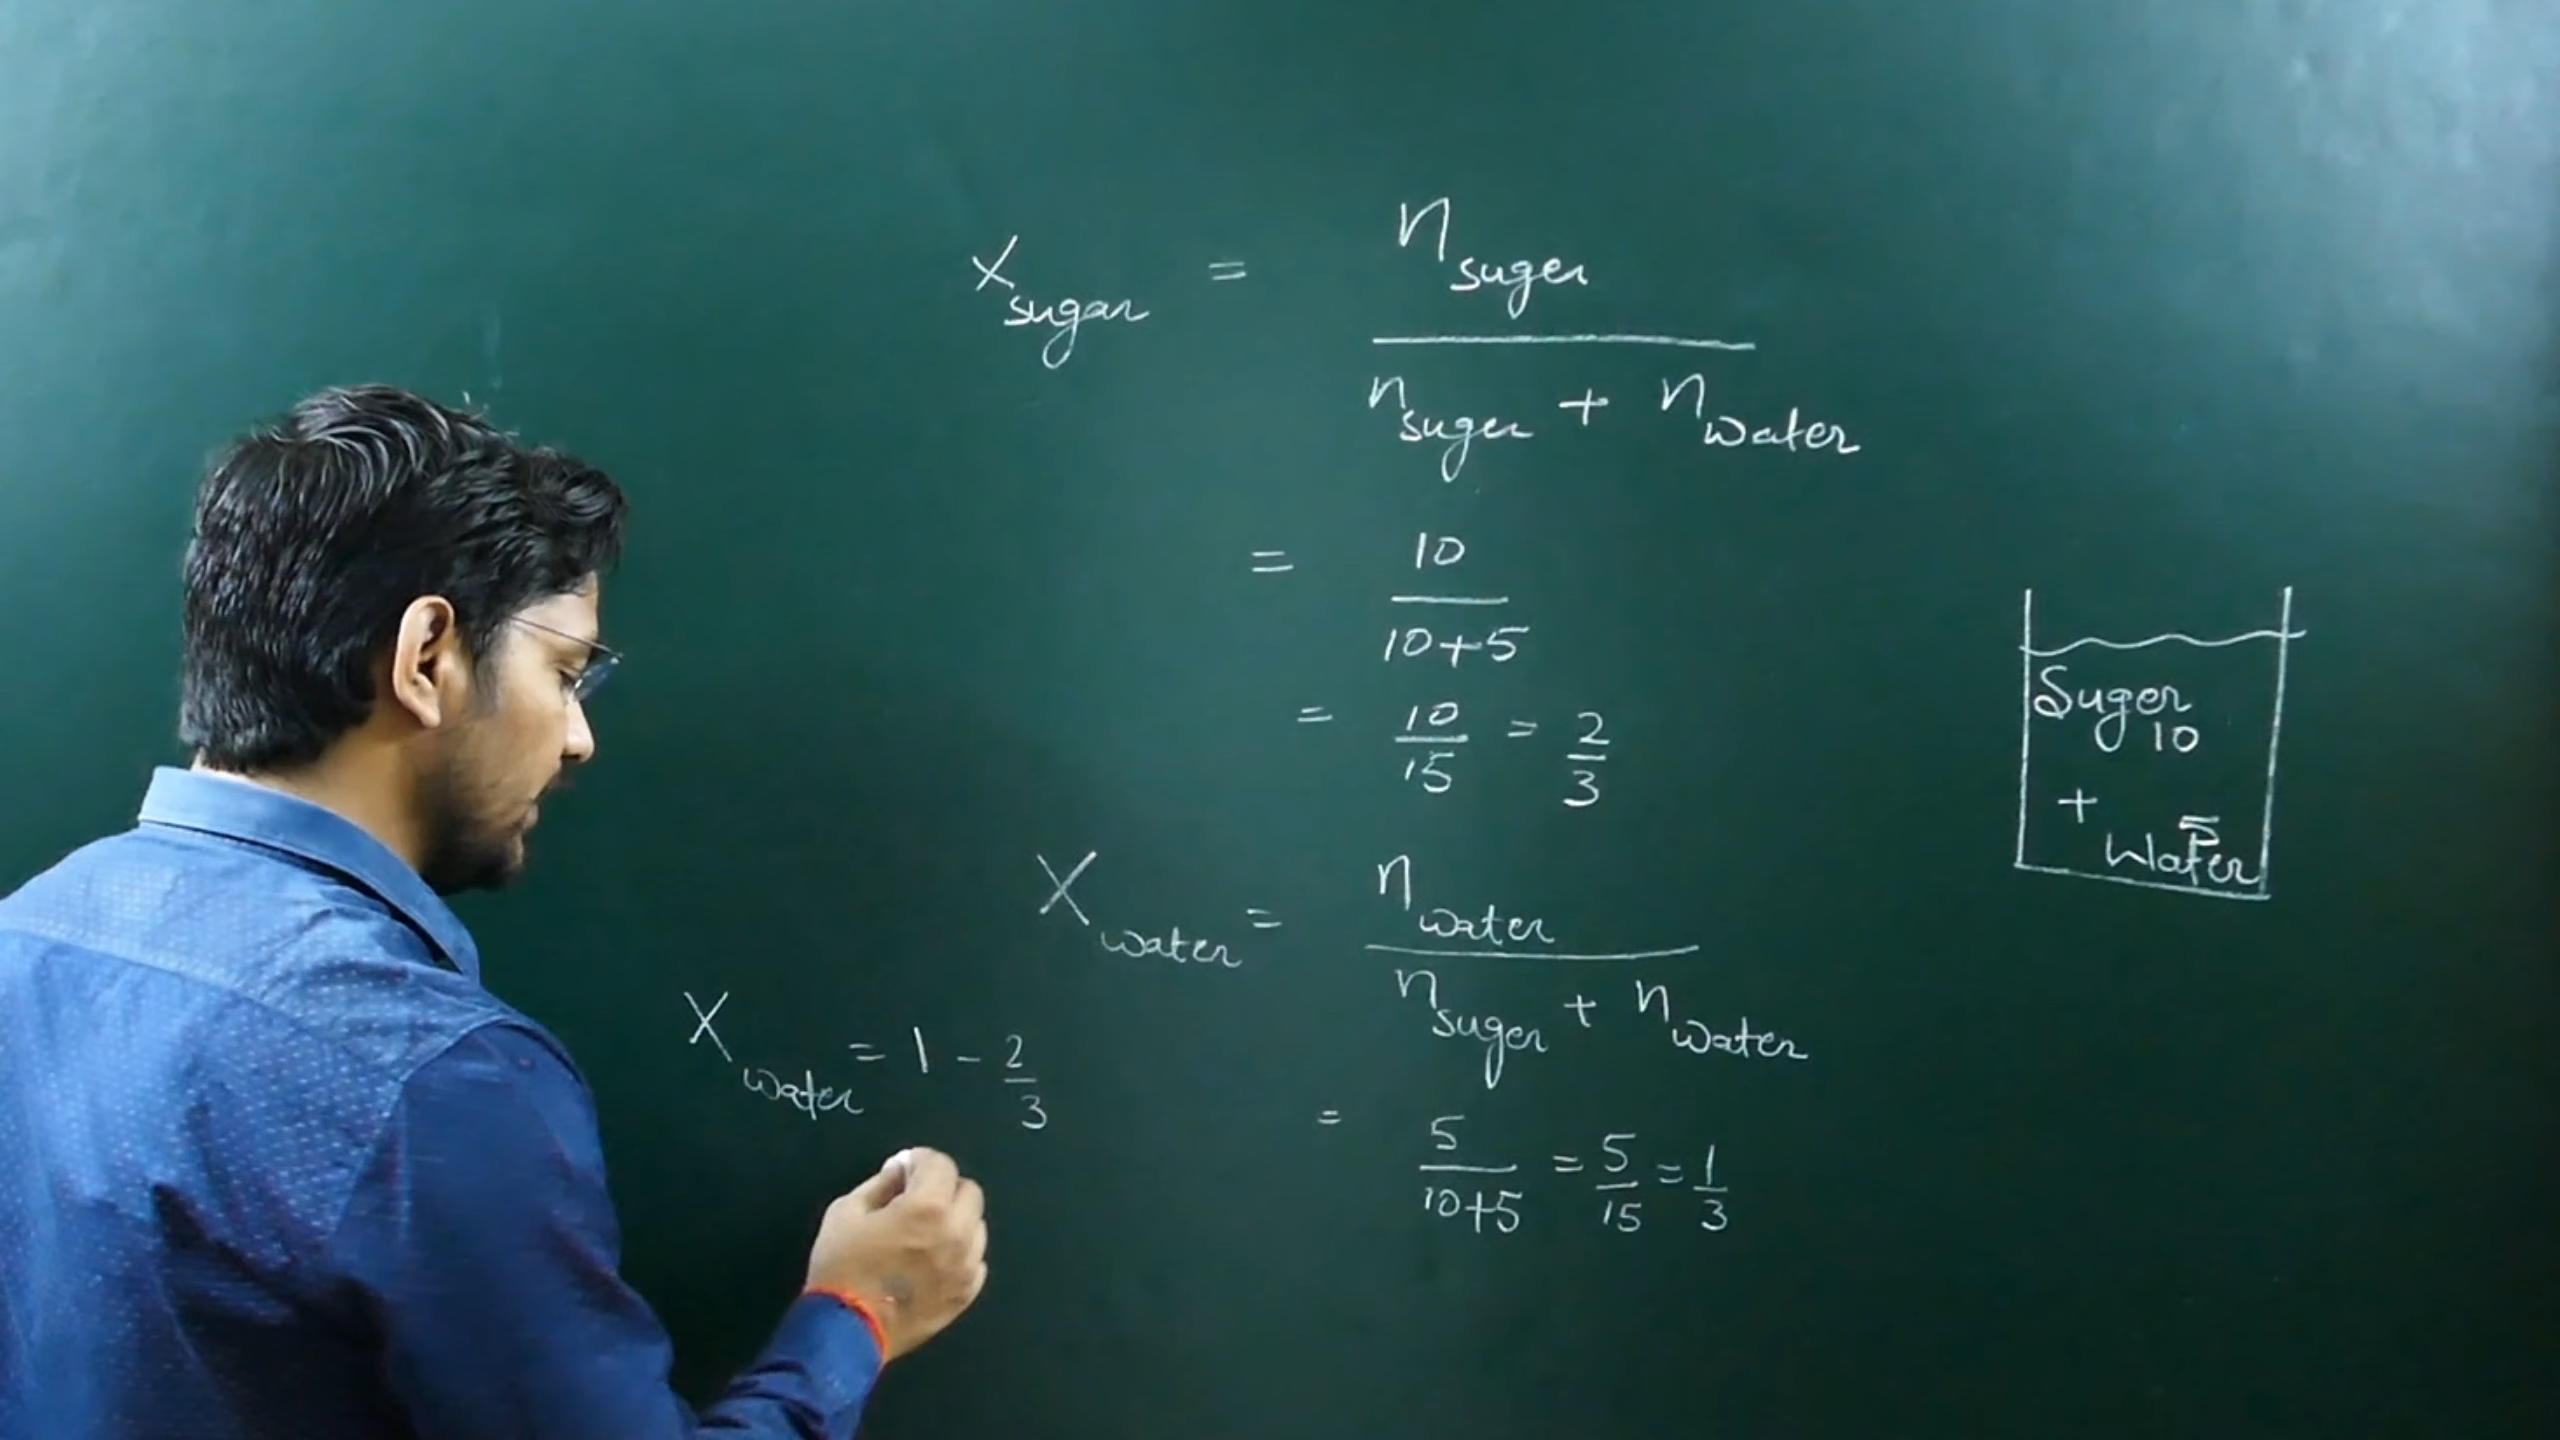 X sugar = n suger
n suger + n water
= 10
10+5
= 10/15 = 2/3
Suger 10
+
5
Water
X water = n water
n suger + n water
X water = 1 - 2/3
= 5
10+5
= 5/15 = 1/3